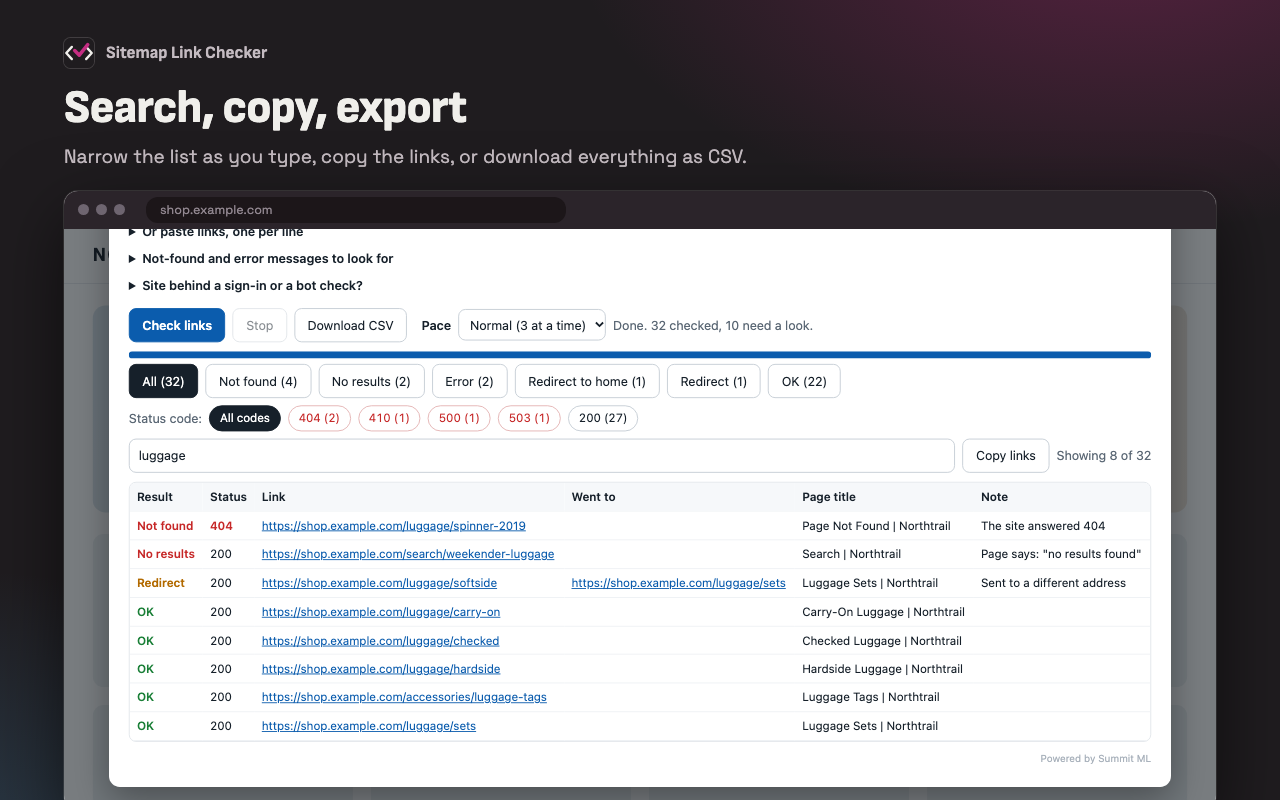 Sitemap Link Checker
Search, copy, export
Narrow the list as you type, copy the links, or download everything as CSV.
shop.example.com
Or paste links, one per line
Not-found and error messages to look for
Site behind a sign-in or a bot check?
Check links Stop Download CSV Pace Normal (3 at a time) Done. 32 checked, 10 need a look.
All (32) Not found (4) No results (2) Error (2) Redirect to home (1) Redirect (1) OK (22)
Status code: All codes 404 (2) 410 (1) 500 (1) 503 (1) 200 (27)
luggage Copy links Showing 8 of 32
Result Status Link Went to Page title Note
Not found 404 https://shop.example.com/luggage/spinner-2019 Page Not Found | Northtrail The site answered 404
No results 200 https://shop.example.com/search/weekender-luggage Search | Northtrail Page says: "no results found"
Redirect 200 https://shop.example.com/luggage/softside https://shop.example.com/luggage/sets Luggage Sets | Northtrail Sent to a different address
OK 200 https://shop.example.com/luggage/carry-on Carry-On Luggage | Northtrail
OK 200 https://shop.example.com/luggage/checked Checked Luggage | Northtrail
OK 200 https://shop.example.com/luggage/hardside Hardside Luggage | Northtrail
OK 200 https://shop.example.com/accessories/luggage-tags Luggage Tags | Northtrail
OK 200 https://shop.example.com/luggage/sets Luggage Sets | Northtrail
Powered by Summit ML